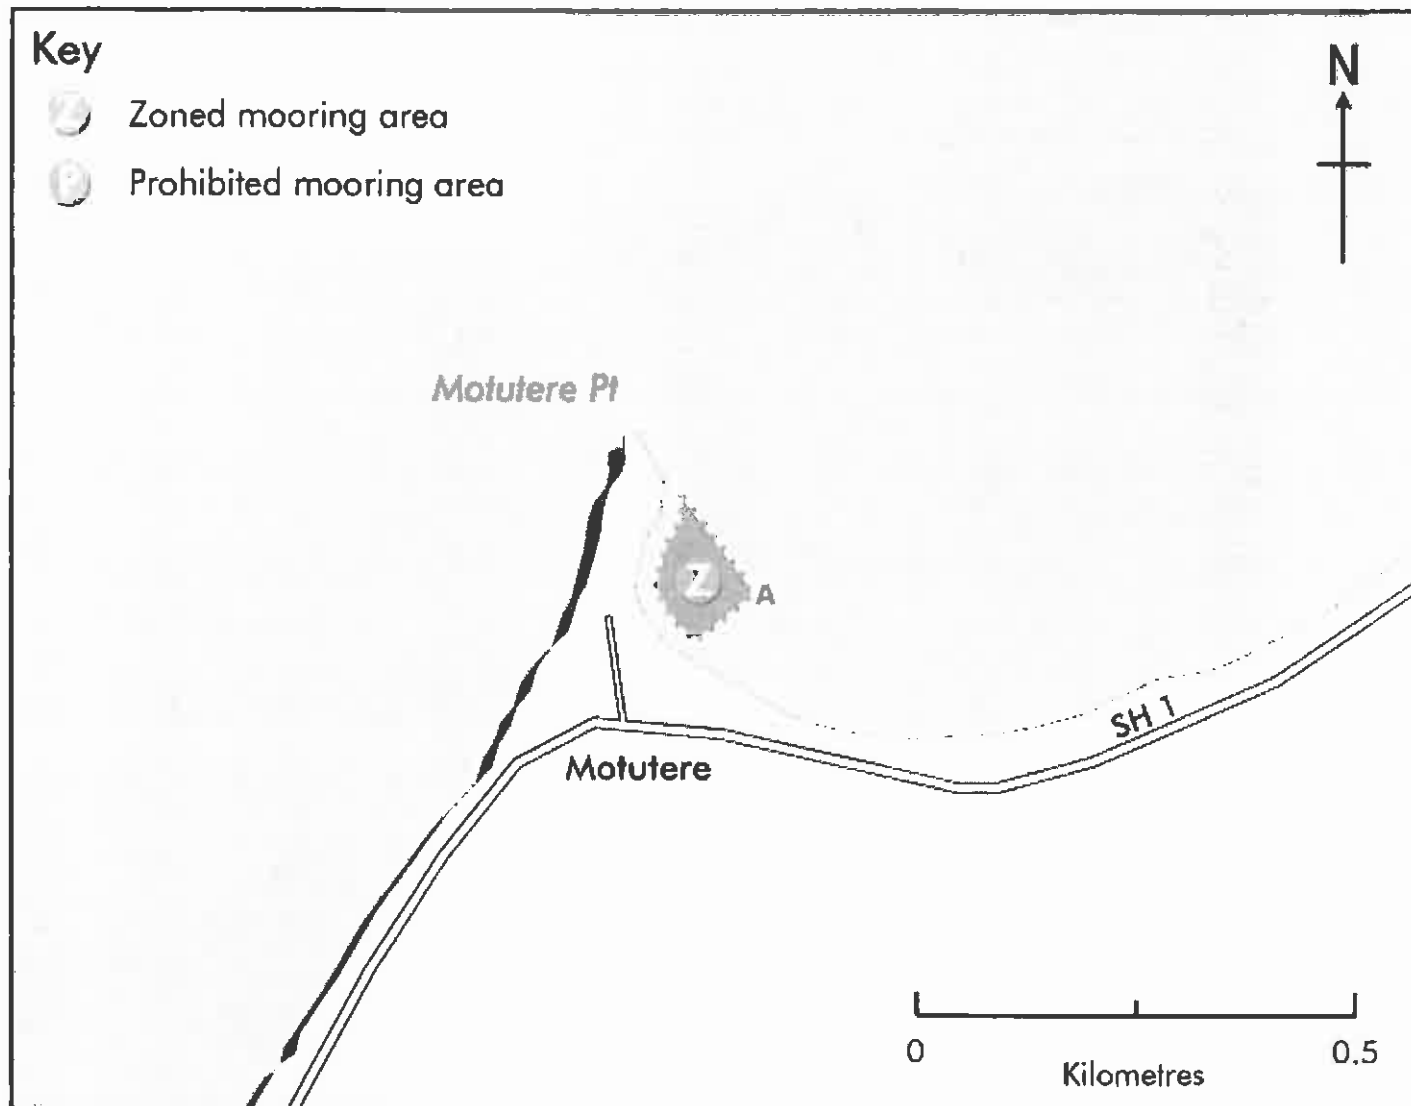 Key
N
Z Zoned mooring area
P Prohibited mooring area
Motutere Pt
Z
A
SH 1
Motutere
0 0.5
Kilometres